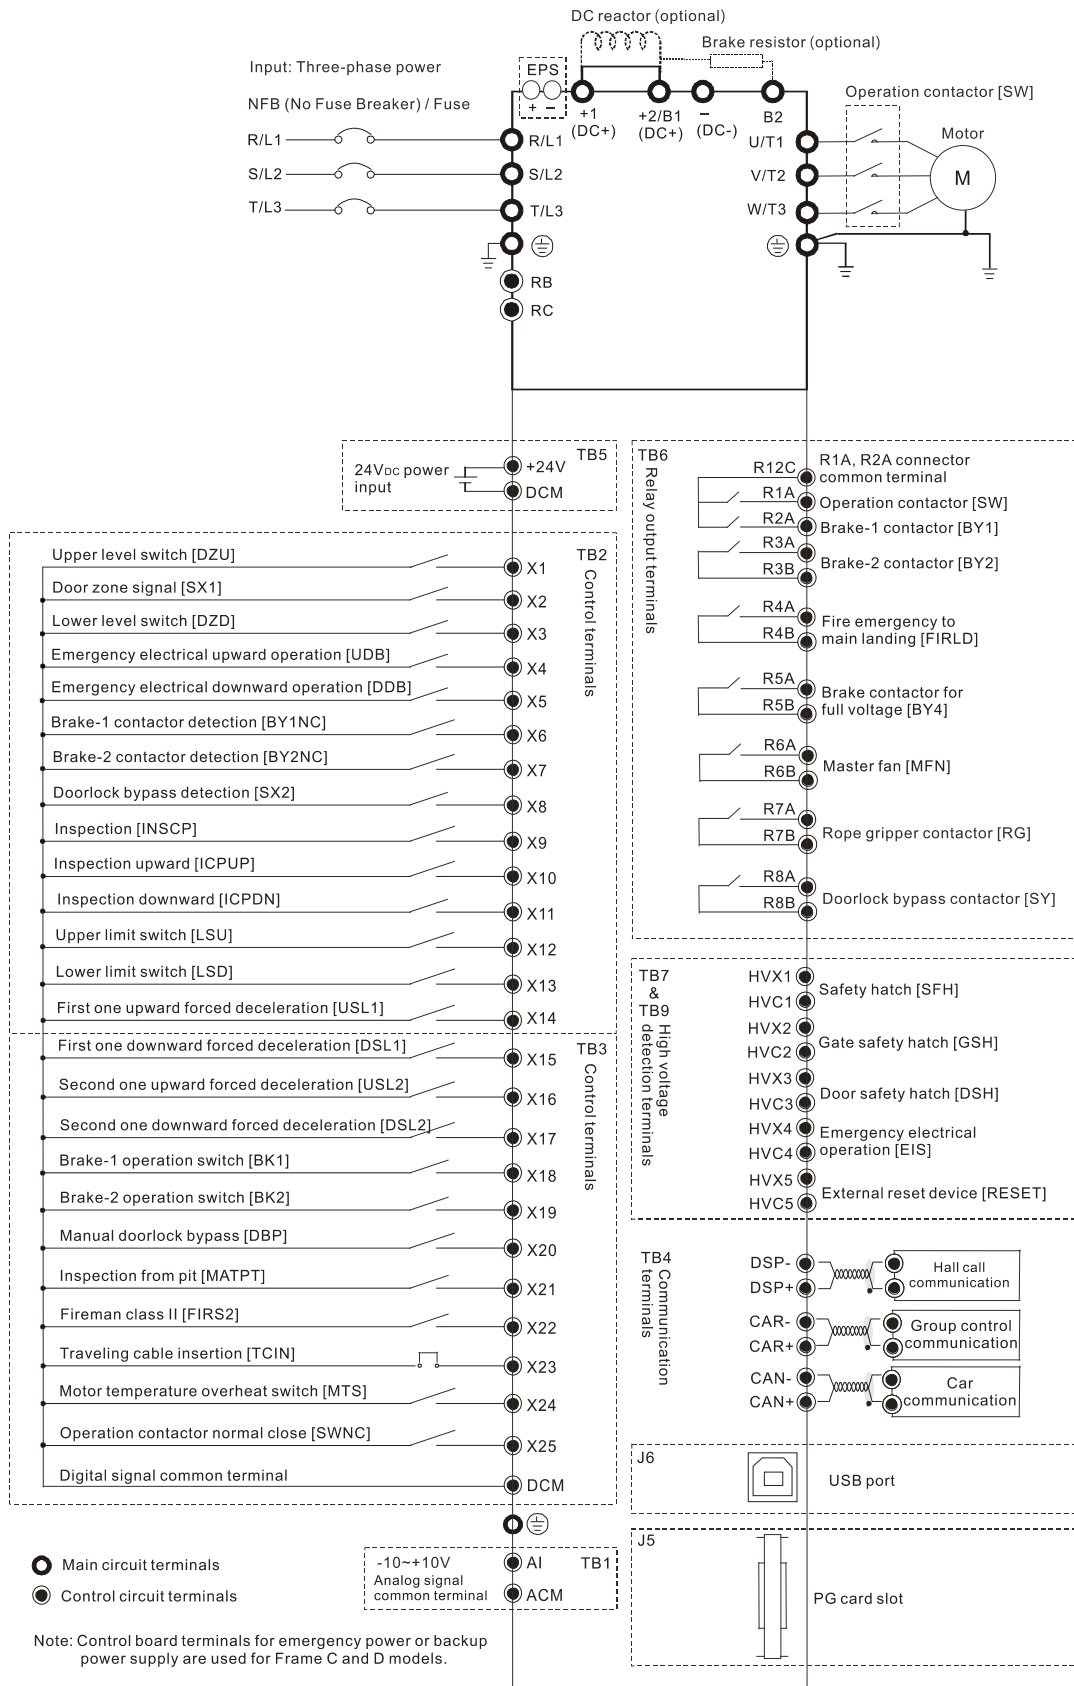 DC reactor (optional)
Brake resistor (optional)
Input: Three-phase power
EPS
+ −
NFB (No Fuse Breaker) / Fuse
+1
(DC+)
+2/B1
(DC+)
−
(DC-)
B2
Operation contactor [SW]
Motor
M
R/L1
S/L2
T/L3
R/L1
S/L2
T/L3
RB
RC
U/T1
V/T2
W/T3
24VDC power
input
TB5
+24V
DCM
TB2
Control terminals
Upper level switch [DZU]
X1
Door zone signal [SX1]
X2
Lower level switch [DZD]
X3
Emergency electrical upward operation [UDB]
X4
Emergency electrical downward operation [DDB]
X5
Brake-1 contactor detection [BY1NC]
X6
Brake-2 contactor detection [BY2NC]
X7
Doorlock bypass detection [SX2]
X8
Inspection [INSCP]
X9
Inspection upward [ICPUP]
X10
Inspection downward [ICPDN]
X11
Upper limit switch [LSU]
X12
Lower limit switch [LSD]
X13
First one upward forced deceleration [USL1]
X14
TB3
Control terminals
First one downward forced deceleration [DSL1]
X15
Second one upward forced deceleration [USL2]
X16
Second one downward forced deceleration [DSL2]
X17
Brake-1 operation switch [BK1]
X18
Brake-2 operation switch [BK2]
X19
Manual doorlock bypass [DBP]
X20
Inspection from pit [MATPT]
X21
Fireman class II [FIRS2]
X22
Traveling cable insertion [TCIN]
X23
Motor temperature overheat switch [MTS]
X24
Operation contactor normal close [SWNC]
X25
Digital signal common terminal
DCM
-10~+10V
Analog signal
common terminal
AI
ACM
TB1
Main circuit terminals
Control circuit terminals
Note: Control board terminals for emergency power or backup
power supply are used for Frame C and D models.
TB6
Relay output terminals
R12C
R1A, R2A connector
common terminal
R1A
Operation contactor [SW]
R2A
Brake-1 contactor [BY1]
R3A
R3B
Brake-2 contactor [BY2]
R4A
R4B
Fire emergency to
main landing [FIRLD]
R5A
R5B
Brake contactor for
full voltage [BY4]
R6A
R6B
Master fan [MFN]
R7A
R7B
Rope gripper contactor [RG]
R8A
R8B
Doorlock bypass contactor [SY]
TB7
&
TB9
High voltage
detection terminals
HVX1
HVC1
Safety hatch [SFH]
HVX2
HVC2
Gate safety hatch [GSH]
HVX3
HVC3
Door safety hatch [DSH]
HVX4
HVC4
Emergency electrical
operation [EIS]
HVX5
HVC5
External reset device [RESET]
TB4
Communication
terminals
DSP-
DSP+
Hall call
communication
CAR-
CAR+
Group control
communication
CAN-
CAN+
Car
communication
J6
USB port
J5
PG card slot